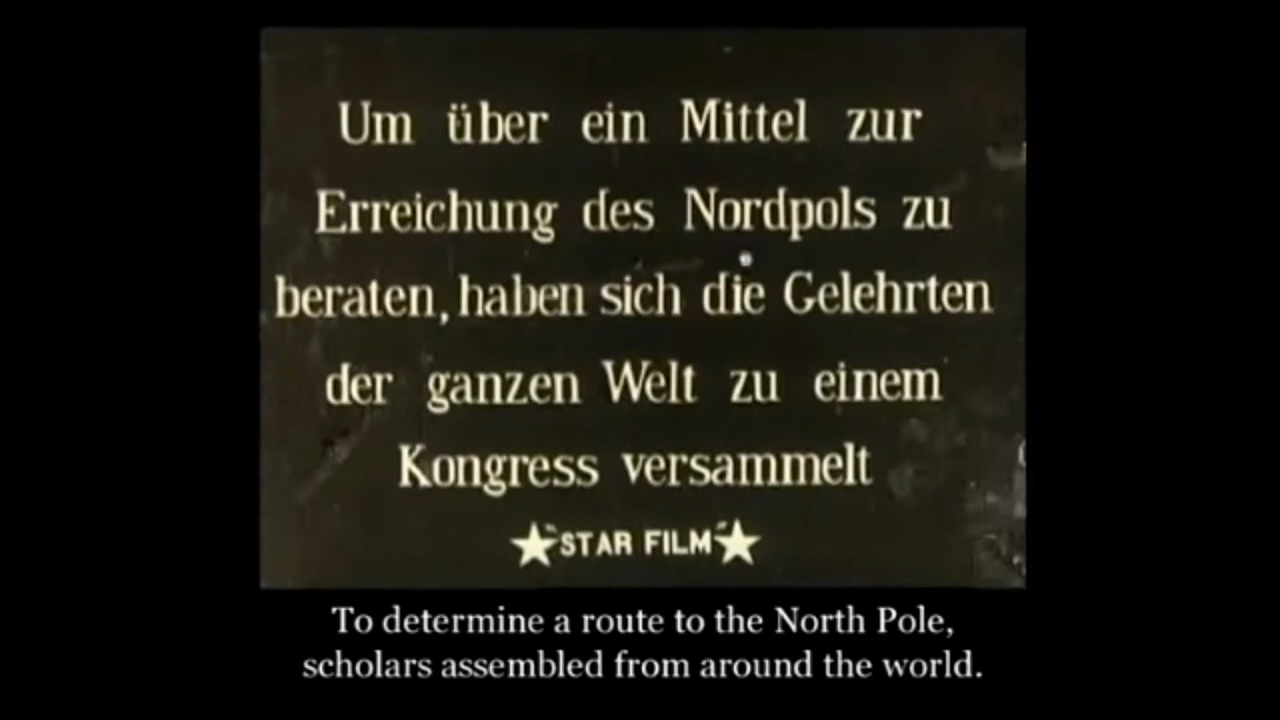 Um über ein Mittel zur
Erreichung des Nordpols zu
beraten, haben sich die Gelehrten
der ganzen Welt zu einem
Kongress versammelt
★"STAR FILM"★
To determine a route to the North Pole,
scholars assembled from around the world.